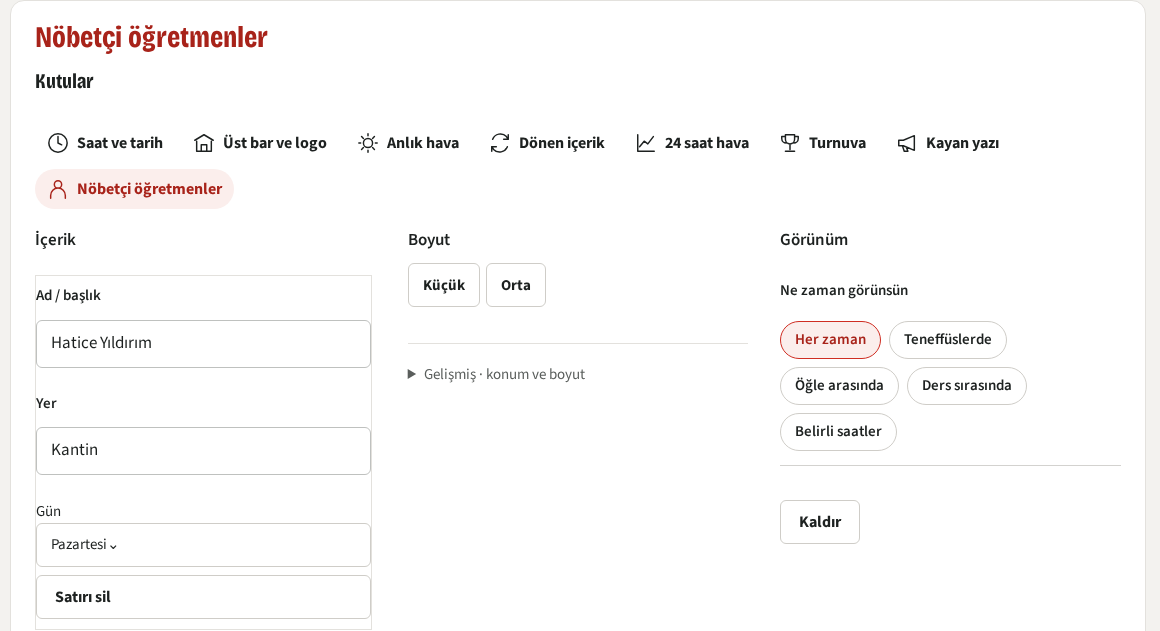 Nöbetçi öğretmenler
Kutular
Saat ve tarih
Üst bar ve logo
Anlık hava
Dönen içerik
24 saat hava
Turnuva
Kayan yazı
Nöbetçi öğretmenler
İçerik
Ad / başlık
Hatice Yıldırım
Yer
Kantin
Gün
Pazartesi
Satırı sil
Boyut
Küçük
Orta
Gelişmiş · konum ve boyut
Görünüm
Ne zaman görünsün
Her zaman
Teneffüslerde
Öğle arasında
Ders sırasında
Belirli saatler
Kaldır